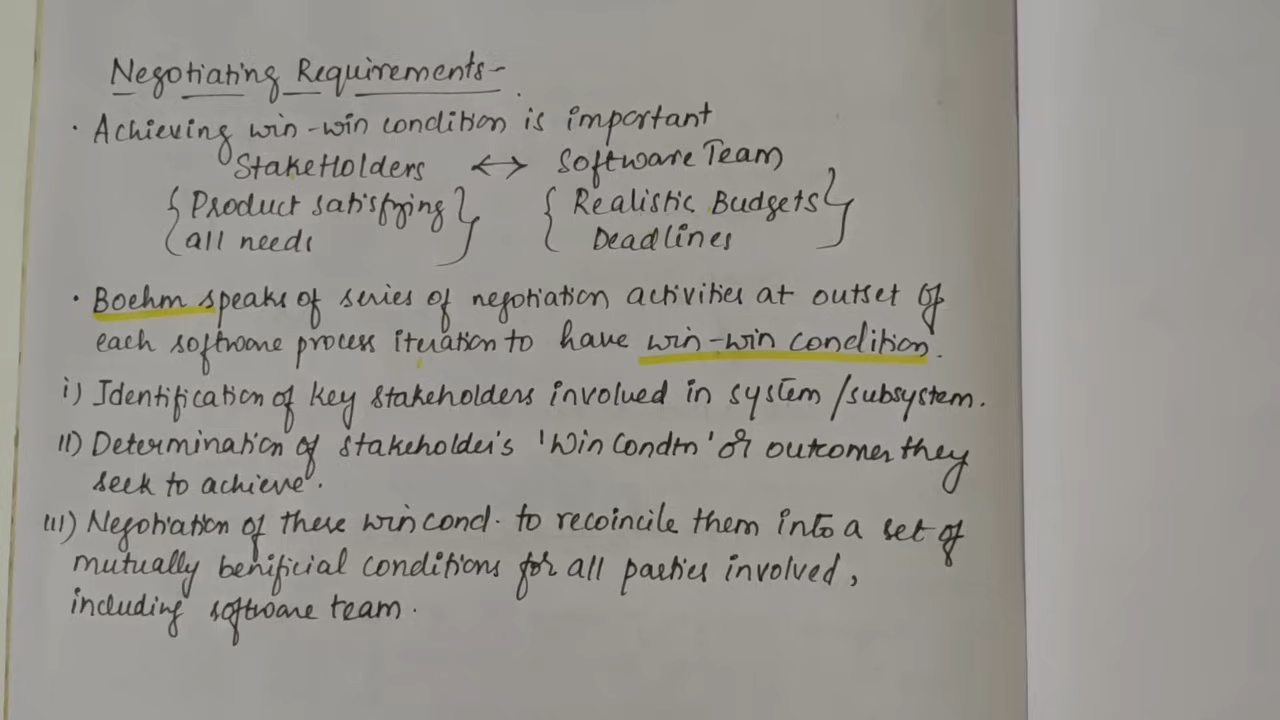 Negotiating Requirements-
· Achieving win-win condition is important
StakeHolders ↔ Software Team
{Product satisfying all needs} {Realistic Budgets Deadlines}
· Boehm speaks of series of negotiation activities at outset of
each software process iteration to have win-win condition.
i) Identification of key stakeholders involved in system/subsystem.
ii) Determination of stakeholder's 'Win Condtn' or outcomes they
seek to achieve.
iii) Negotiation of these win cond. to recoincile them into a set of
mutually benificial conditions for all parties involved,
including software team.